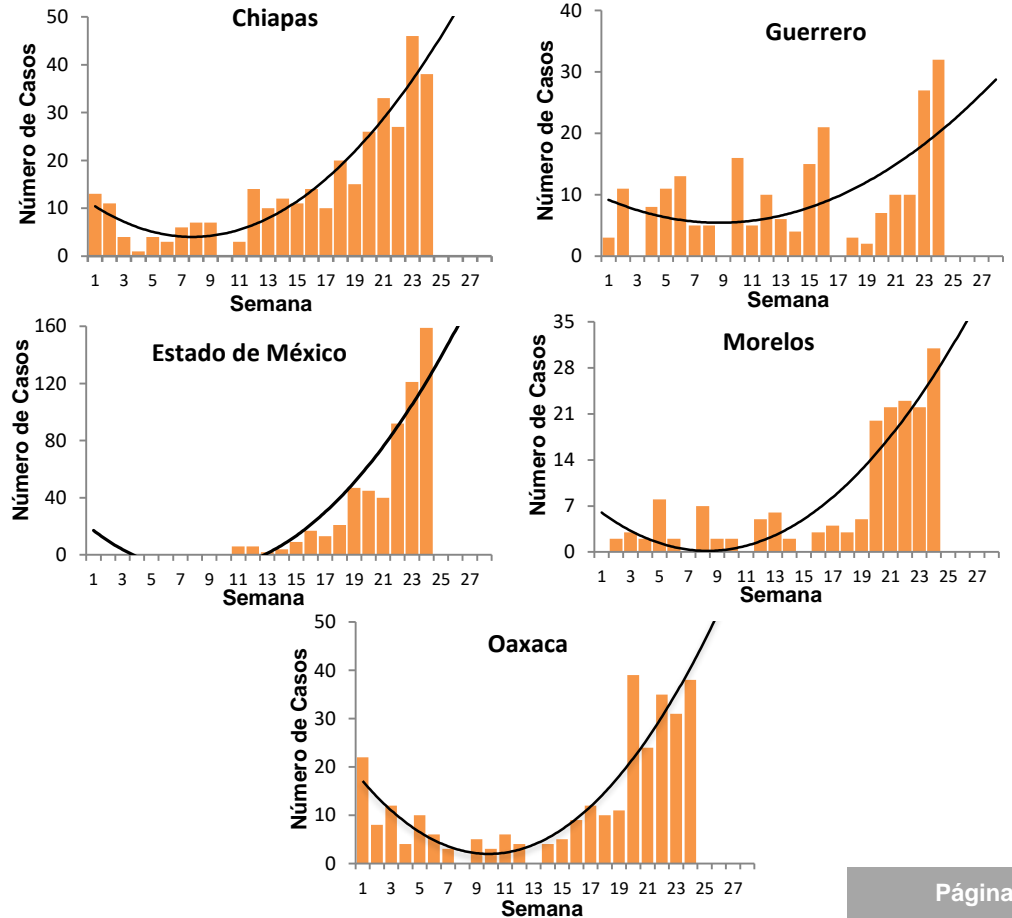 Chiapas
Número de Casos
50
40
30
20
10
0
1 3 5 7 9 11 13 15 17 19 21 23 25 27
Semana
Guerrero
Número de Casos
40
30
20
10
0
1 3 5 7 9 11 13 15 17 19 21 23 25 27
Semana
Estado de México
Número de Casos
160
120
80
40
0
1 3 5 7 9 11 13 15 17 19 21 23 25 27
Semana
Morelos
Número de Casos
35
28
21
14
7
0
1 3 5 7 9 11 13 15 17 19 21 23 25 27
Semana
Oaxaca
Número de Casos
50
40
30
20
10
0
1 3 5 7 9 11 13 15 17 19 21 23 25 27
Semana
Página